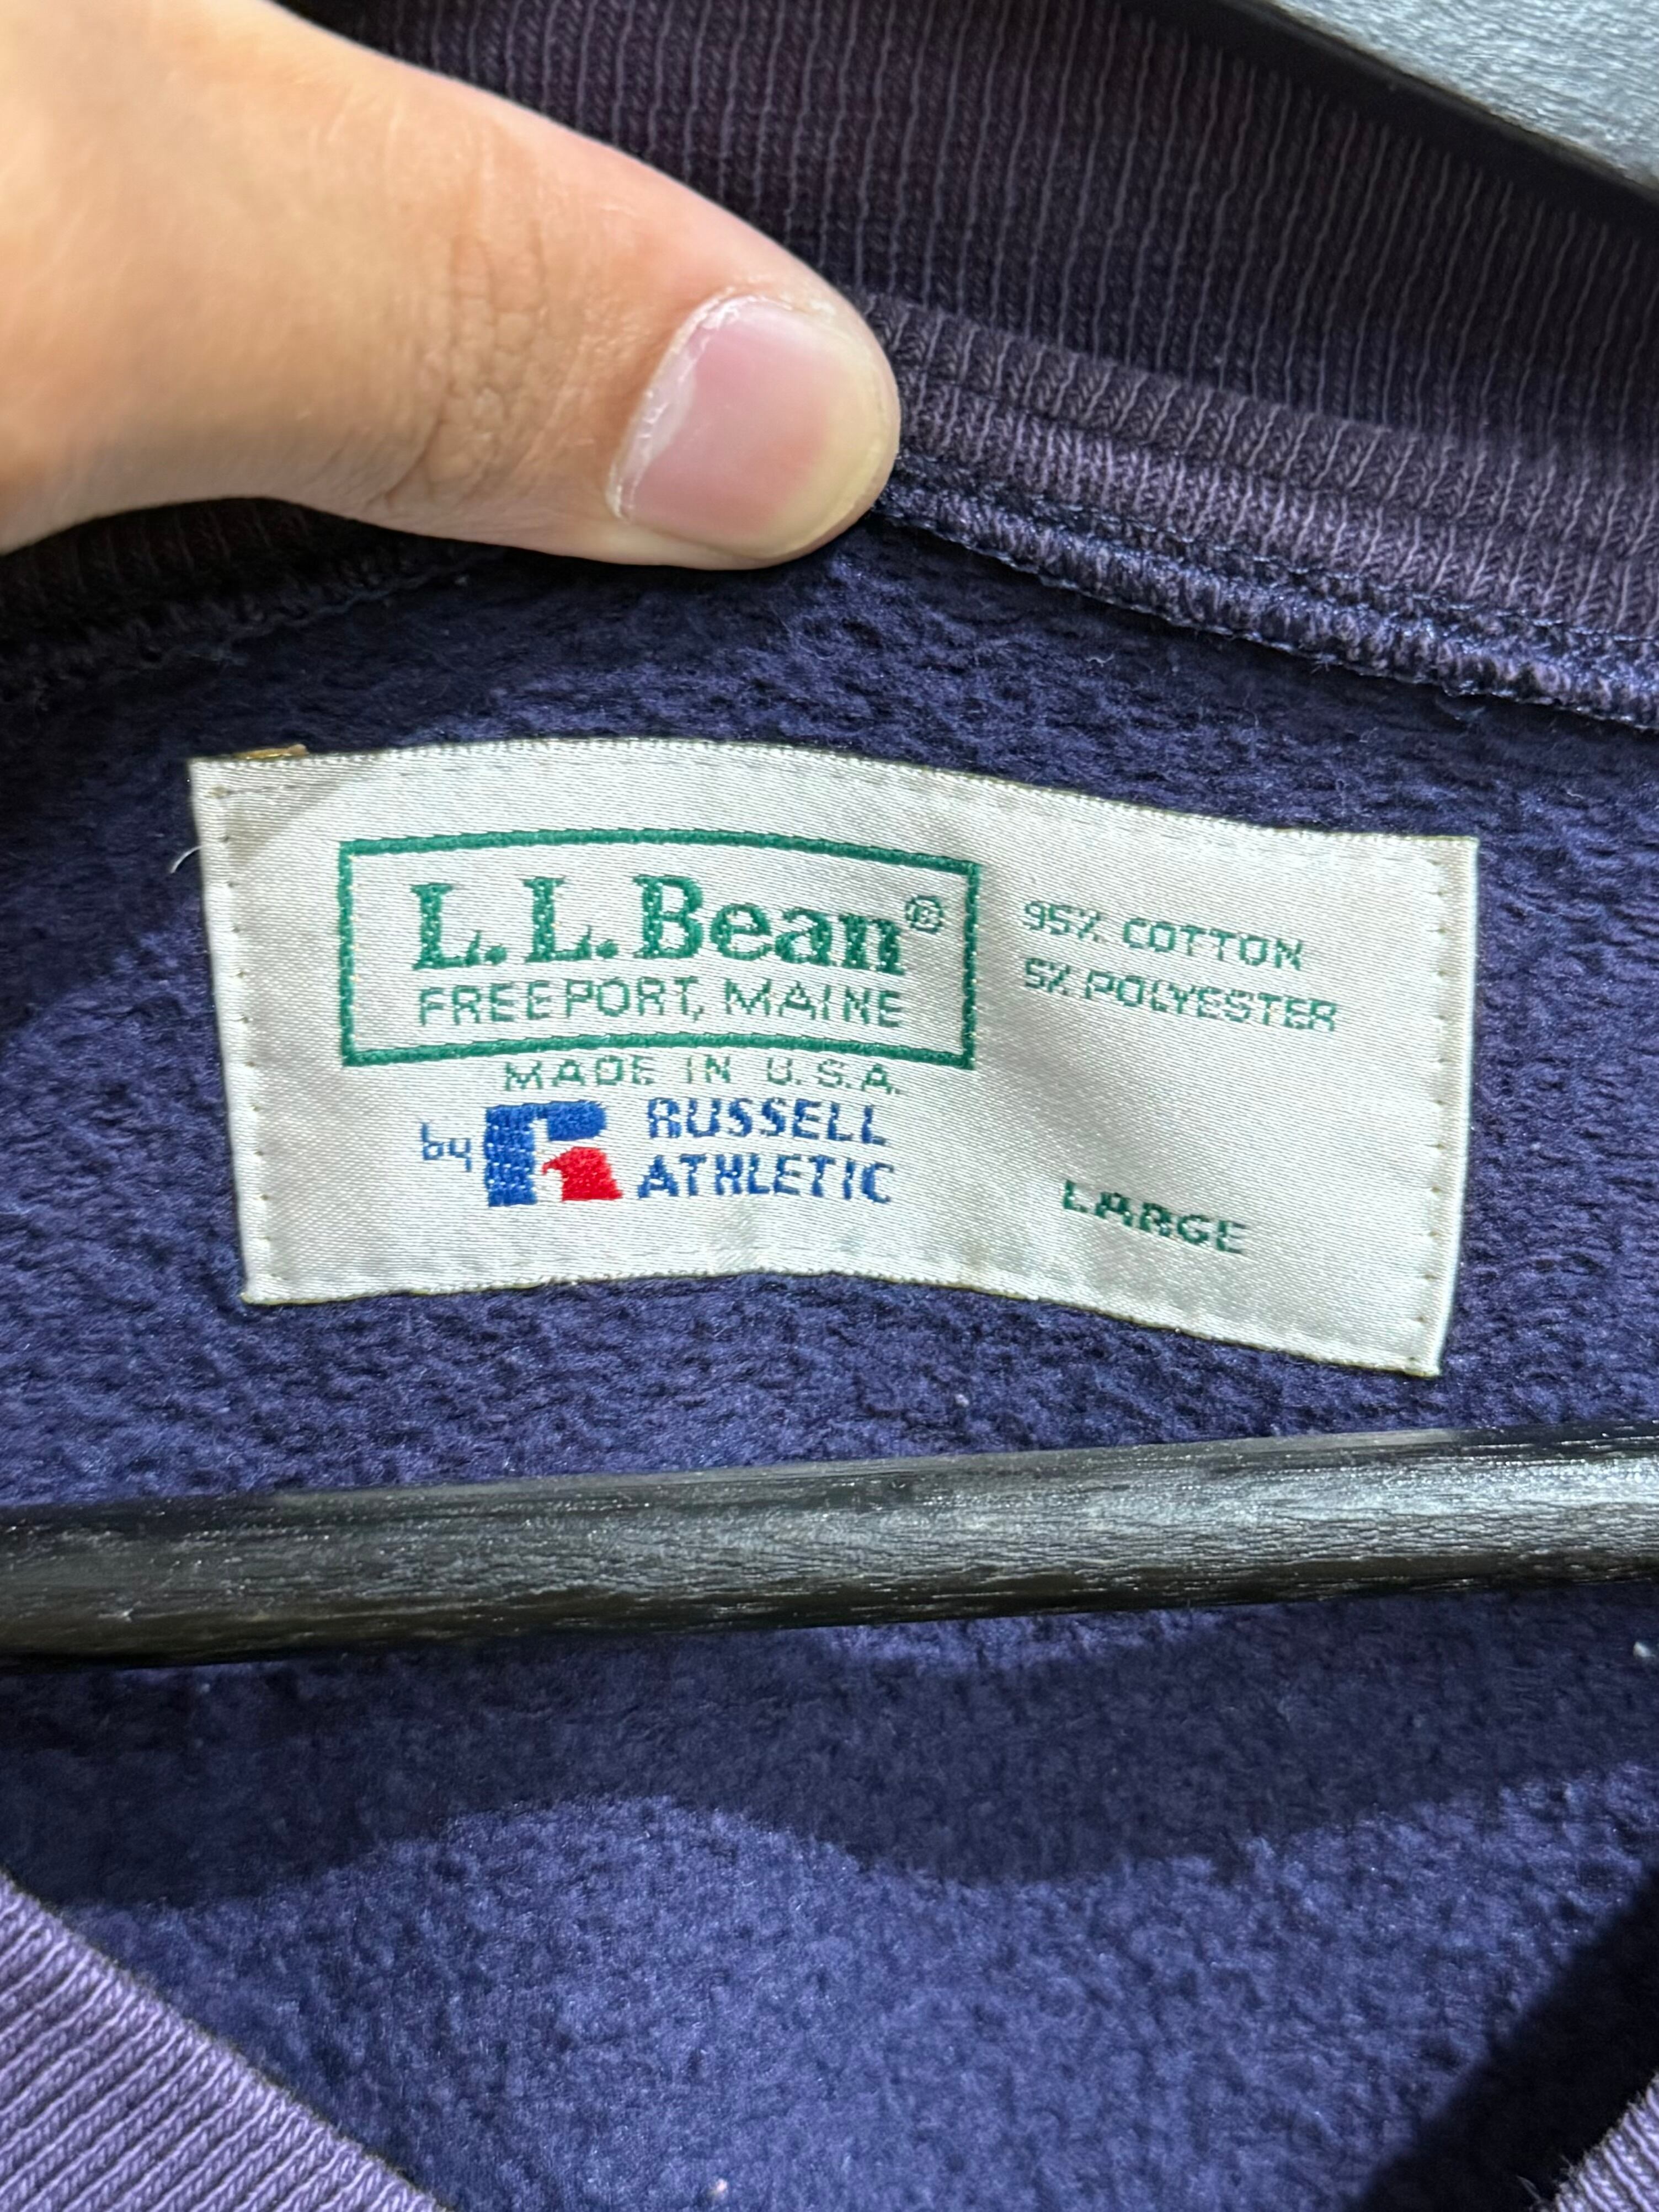 L.L.Bean®
FREEPORT, MAINE
MADE IN U.S.A.
by RUSSELL
ATHLETIC
95% COTTON
5% POLYESTER
LARGE